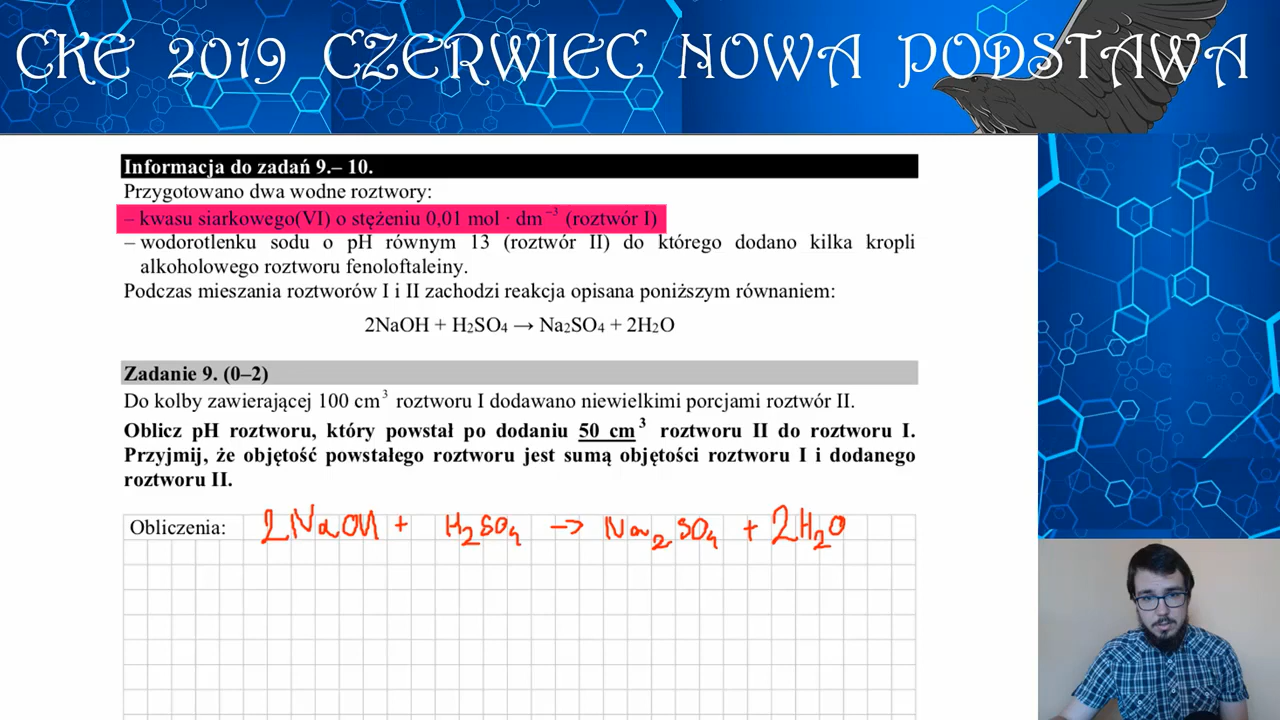 CKE 2019 CZERWIEC NOWA PODSTAWA
Informacja do zadań 9.– 10.
Przygotowano dwa wodne roztwory:
– kwasu siarkowego(VI) o stężeniu 0,01 mol · dm⁻³ (roztwór I)
– wodorotlenku sodu o pH równym 13 (roztwór II) do którego dodano kilka kropli
alkoholowego roztworu fenoloftaleiny.
Podczas mieszania roztworów I i II zachodzi reakcja opisana poniższym równaniem:
2NaOH + H₂SO₄ → Na₂SO₄ + 2H₂O
Zadanie 9. (0–2)
Do kolby zawierającej 100 cm³ roztworu I dodawano niewielkimi porcjami roztwór II.
Oblicz pH roztworu, który powstał po dodaniu 50 cm³ roztworu II do roztworu I.
Przyjmij, że objętość powstałego roztworu jest sumą objętości roztworu I i dodanego
roztworu II.
Obliczenia: 2NaOH + H₂SO₄ → Na₂SO₄ + 2H₂O